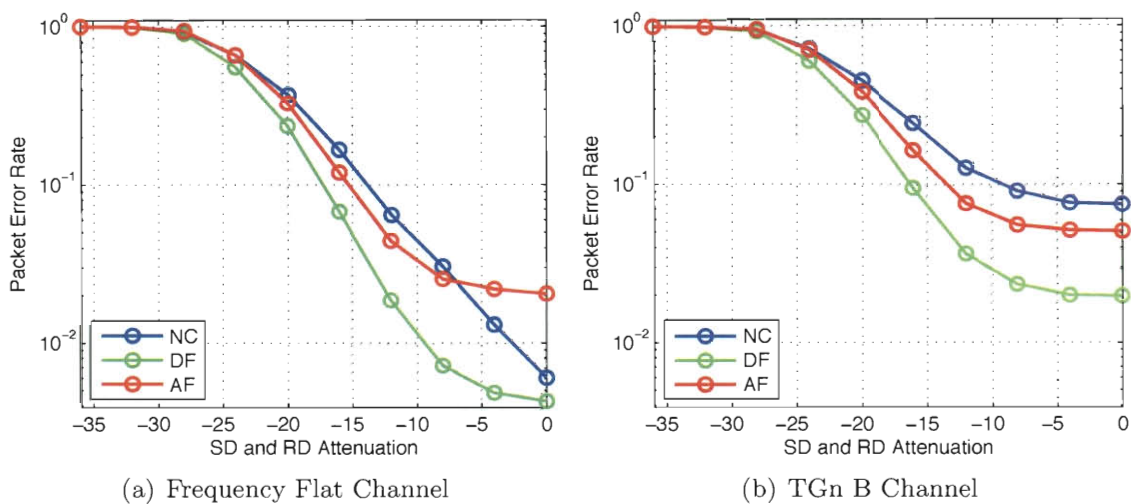 10^0
10^−1
10^−2
Packet Error Rate
NC
DF
AF
−35 −30 −25 −20 −15 −10 −5 0
SD and RD Attenuation
(a) Frequency Flat Channel
10^0
10^−1
10^−2
Packet Error Rate
NC
DF
AF
−35 −30 −25 −20 −15 −10 −5 0
SD and RD Attenuation
(b) TGn B Channel